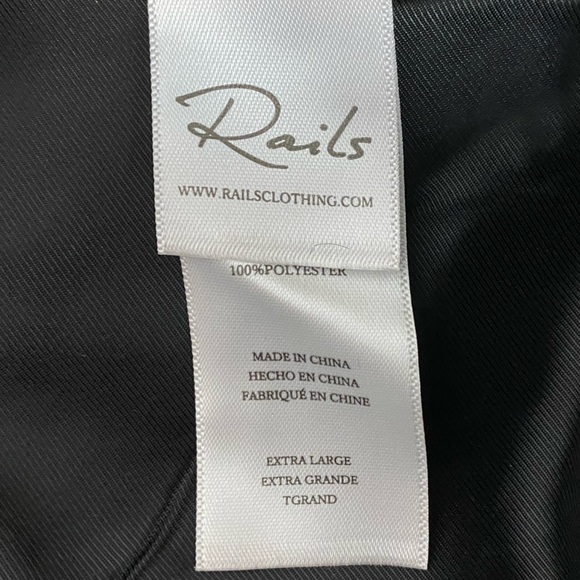 Rails
WWW.RAILSCLOTHING.COM
100%POLYESTER
MADE IN CHINA
HECHO EN CHINA
FABRIQUÉ EN CHINE
EXTRA LARGE
EXTRA GRANDE
TGRAND